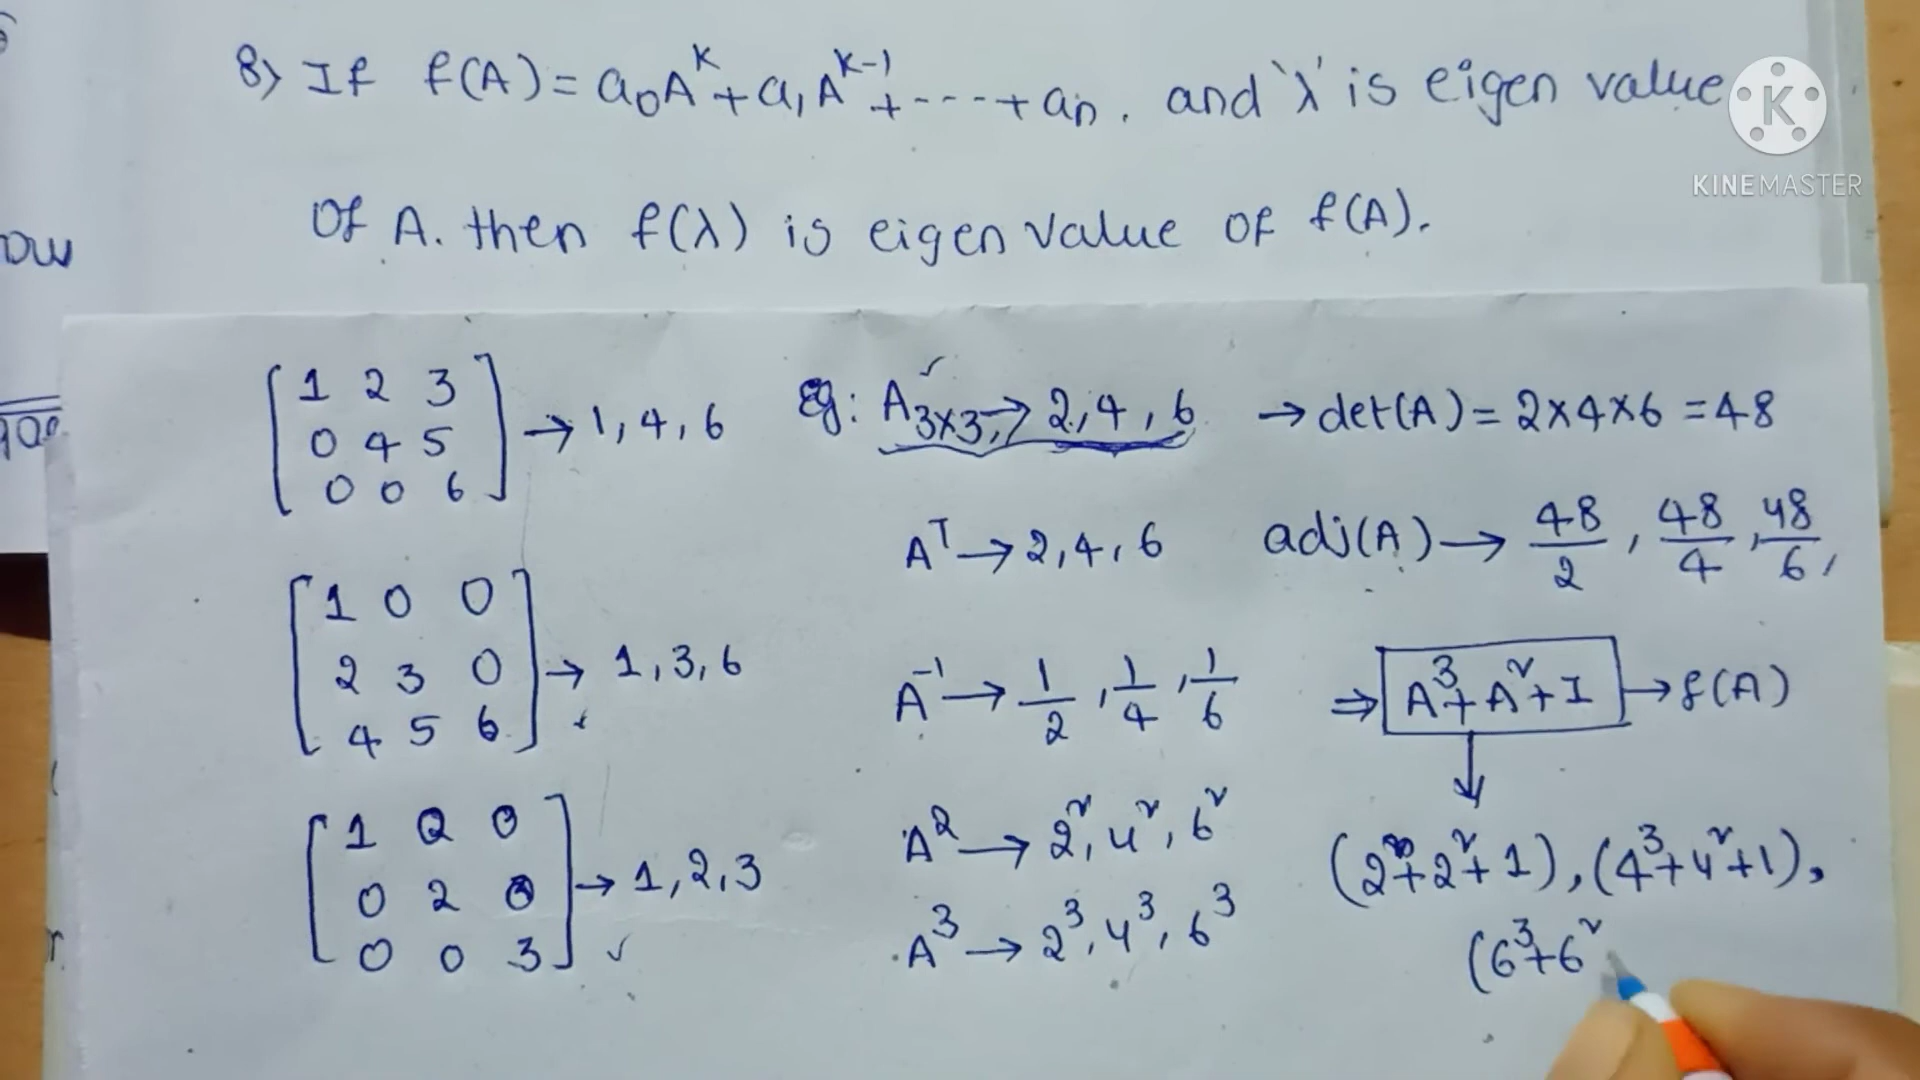 8) If f(A) = a₀Aᵏ + a₁Aᵏ⁻¹ + ---- + aₙ. and 'λ' is eigen value
of A. then f(λ) is eigen value of f(A).
KINEMASTER
ow
[1 2 3
0 4 5
0 0 6] → 1, 4, 6
[1 0 0
2 3 0
4 5 6] → 1, 3, 6
[1 0 0
0 2 0
0 0 3] → 1, 2, 3
Eg: A₃ₓ₃ → 2, 4, 6
Aᵀ → 2, 4, 6
A⁻¹ → 1/2, 1/4, 1/6
A² → 2², 4², 6²
A³ → 2³, 4³, 6³
→ det(A) = 2×4×6 = 48
adj(A) → 48/2, 48/4, 48/6,
⇒ A³ + A² + I → f(A)
(2³+2²+1), (4³+4²+1),
(6³+6²